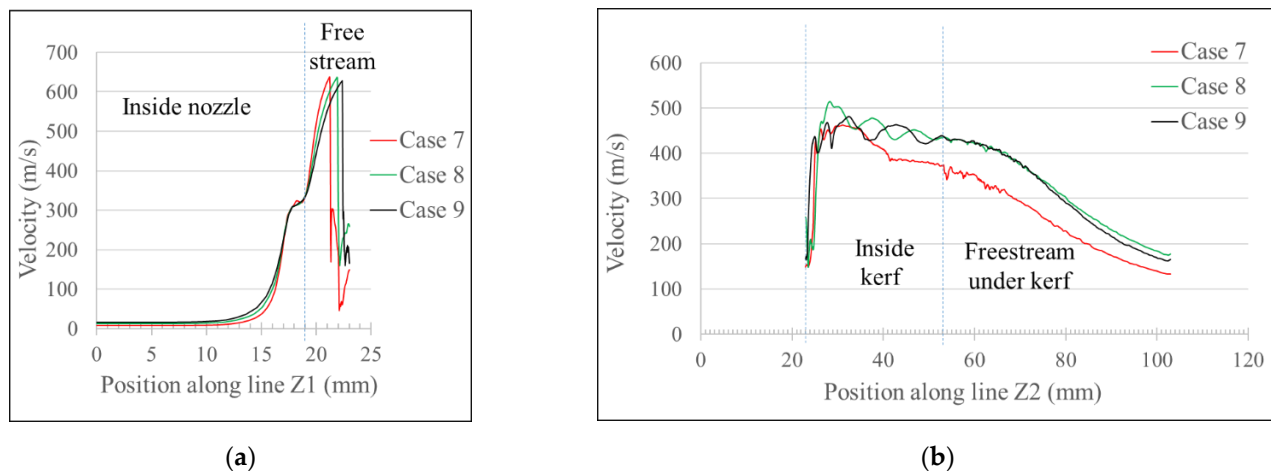 700
600
500
400
300
200
100
0
Velocity (m/s)
Inside nozzle
Free
stream
Case 7
Case 8
Case 9
0 5 10 15 20 25
Position along line Z1 (mm)
(a)
600
500
400
300
200
100
0
Velocity (m/s)
Case 7
Case 8
Case 9
Inside
kerf
Freestream
under kerf
0 20 40 60 80 100 120
Position along line Z2 (mm)
(b)